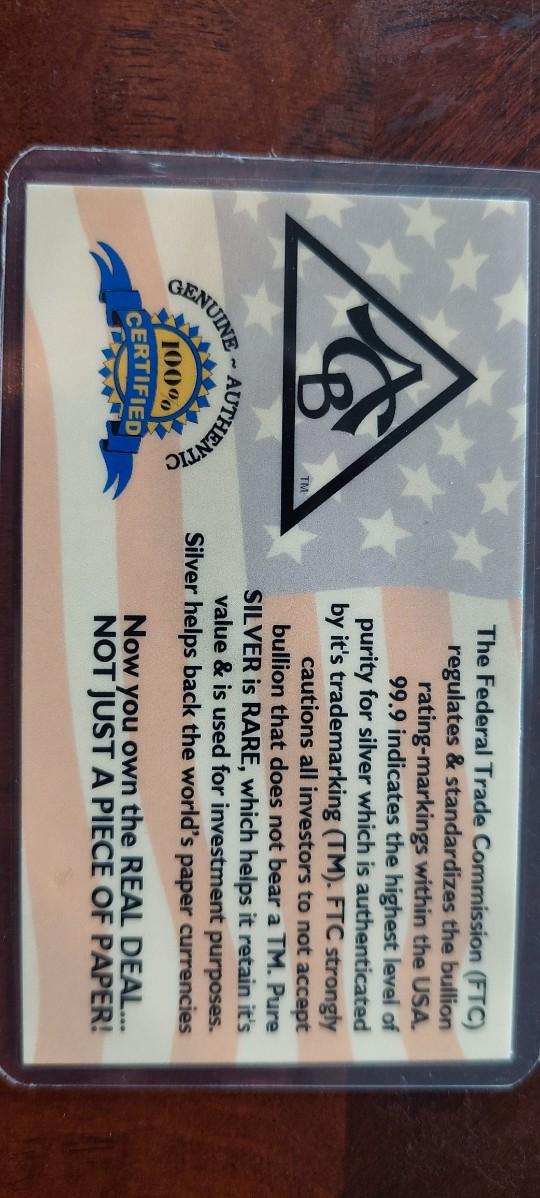 ACB
TM
GENUINE ~ AUTHENTIC
100%
CERTIFIED
The Federal Trade Commission (FTC)
regulates & standardizes the bullion
rating-markings within the USA.
99.9 indicates the highest level of
purity for silver which is authenticated
by it's trademarking (TM). FTC strongly
cautions all investors to not accept
bullion that does not bear a TM. Pure
SILVER is RARE, which helps it retain it's
value & is used for investment purposes.
Silver helps back the world's paper currencies
Now you own the REAL DEAL...
NOT JUST A PIECE OF PAPER!